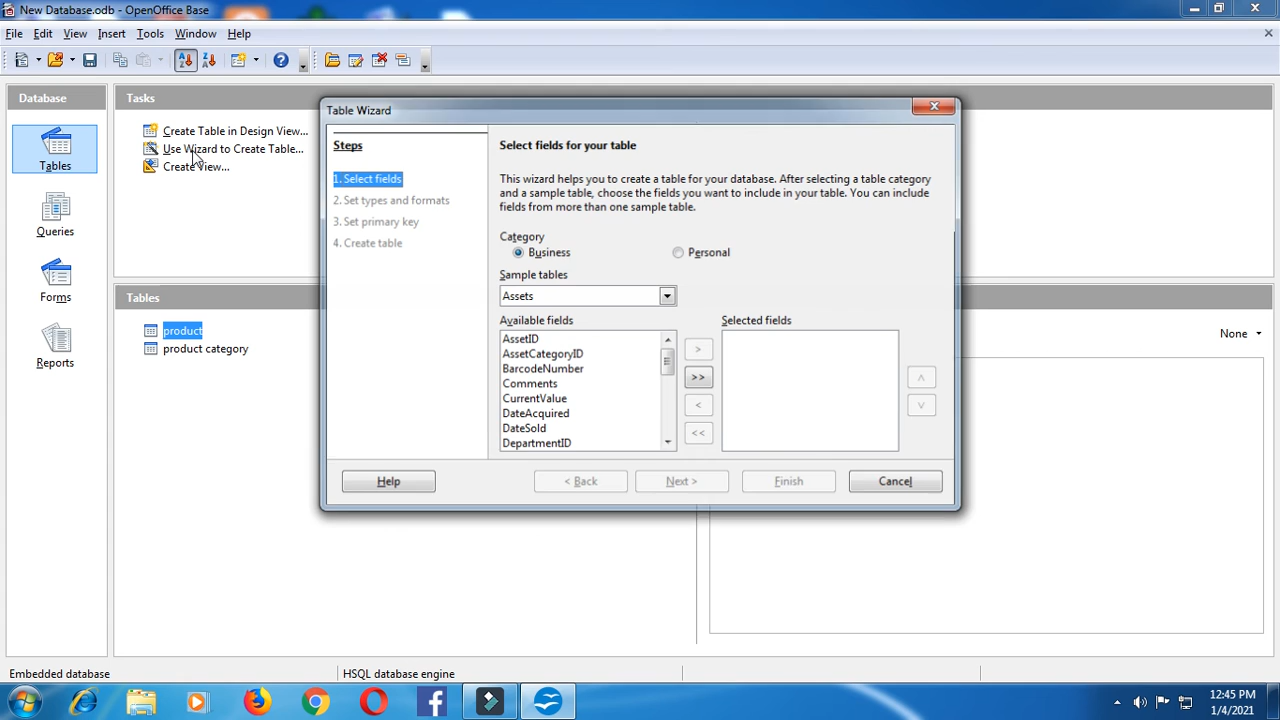 New Database.odb - OpenOffice Base
File Edit View Insert Tools Window Help
Database
Tables
Queries
Forms
Reports
Tasks
Create Table in Design View...
Use Wizard to Create Table...
Create View...
Tables
product
product category
None
Table Wizard
Steps
1. Select fields
2. Set types and formats
3. Set primary key
4. Create table
Select fields for your table
This wizard helps you to create a table for your database. After selecting a table category
and a sample table, choose the fields you want to include in your table. You can include
fields from more than one sample table.
Category
Business Personal
Sample tables
Assets
Available fields Selected fields
AssetID
AssetCategoryID
BarcodeNumber
Comments
CurrentValue
DateAcquired
DateSold
DepartmentID
>
>>
<
<<
Help < Back Next > Finish Cancel
Embedded database HSQL database engine
12:45 PM
1/4/2021